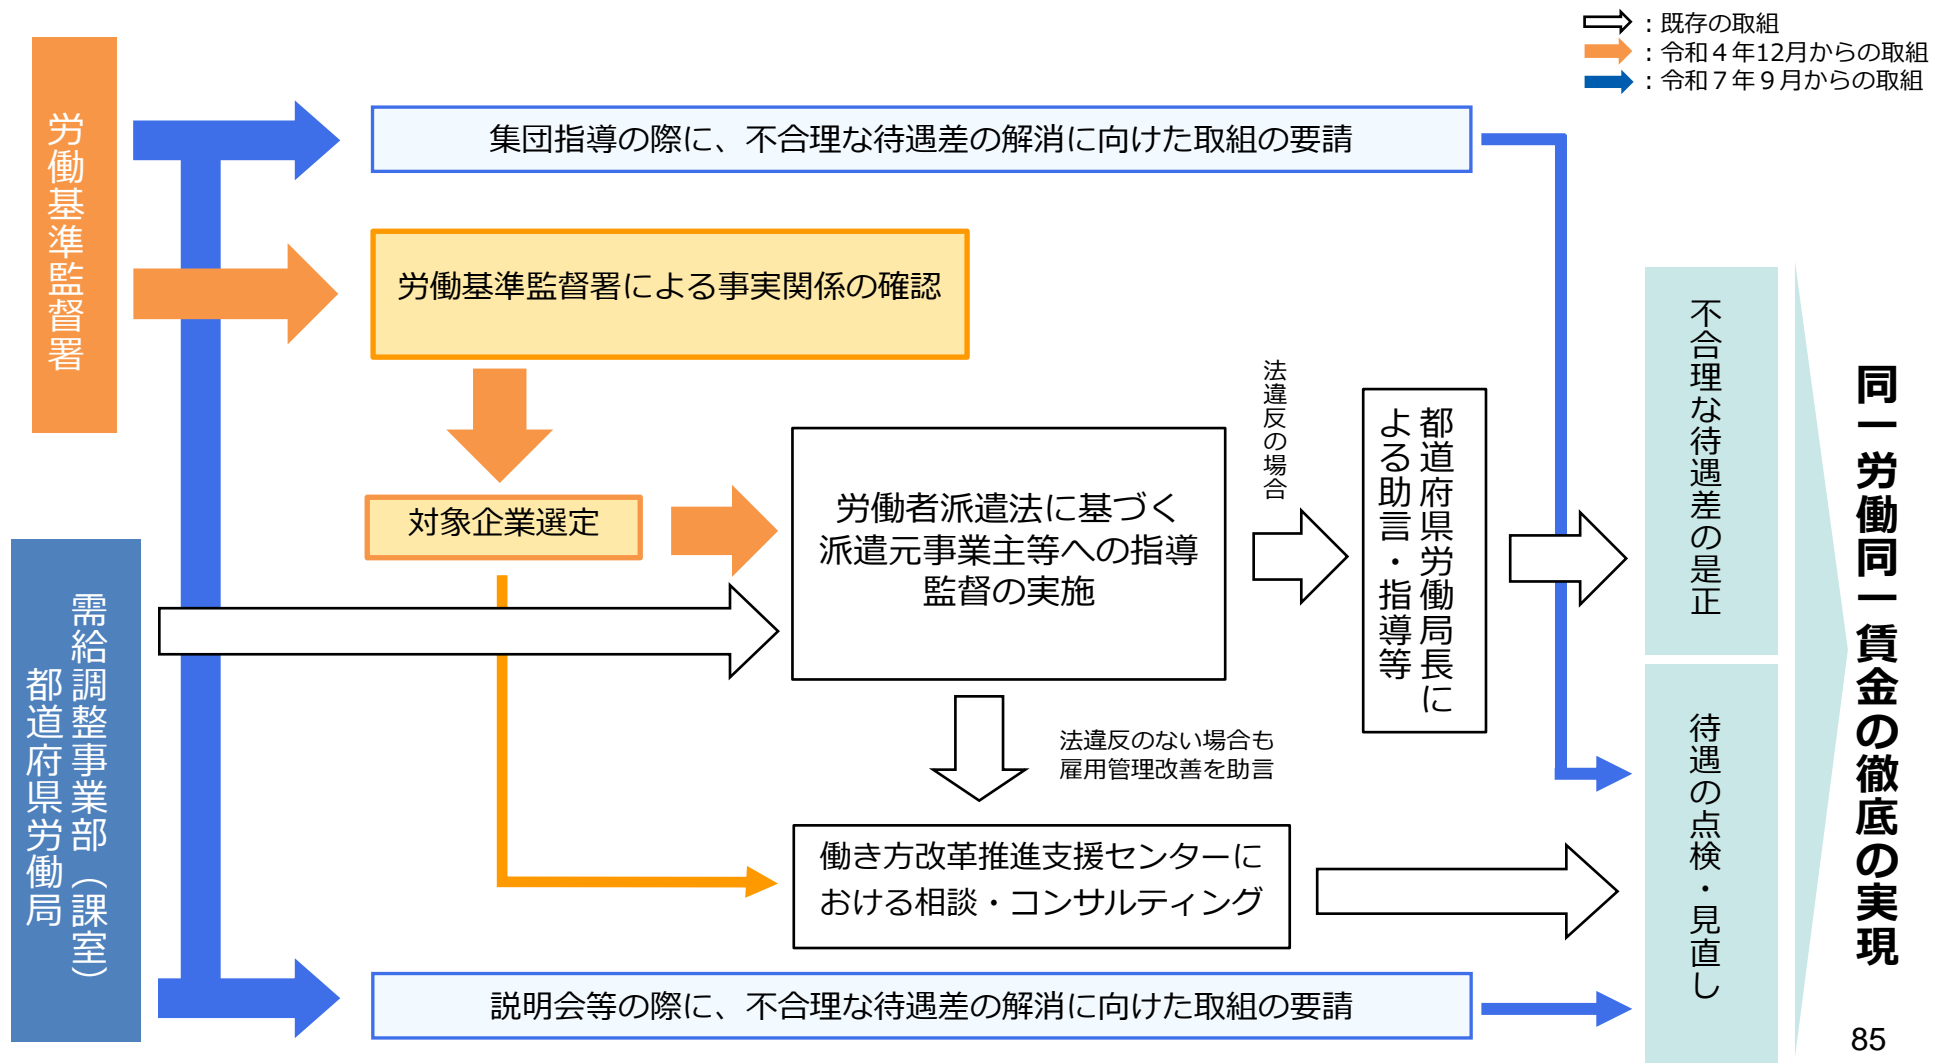 ：既存の取組
：令和４年12月からの取組
：令和７年９月からの取組
労働基準監督署
集団指導の際に、不合理な待遇差の解消に向けた取組の要請
労働基準監督署による事実関係の確認
対象企業選定
労働者派遣法に基づく
派遣元事業主等への指導
監督の実施
法違反の場合
都道府県労働局長に
よる助言・指導等
法違反のない場合も
雇用管理改善を助言
働き方改革推進支援センターに
おける相談・コンサルティング
需給調整事業部（課室）
都道府県労働局
説明会等の際に、不合理な待遇差の解消に向けた取組の要請
不合理な待遇差の是正
待遇の点検・見直し
同一労働同一賃金の徹底の実現
85